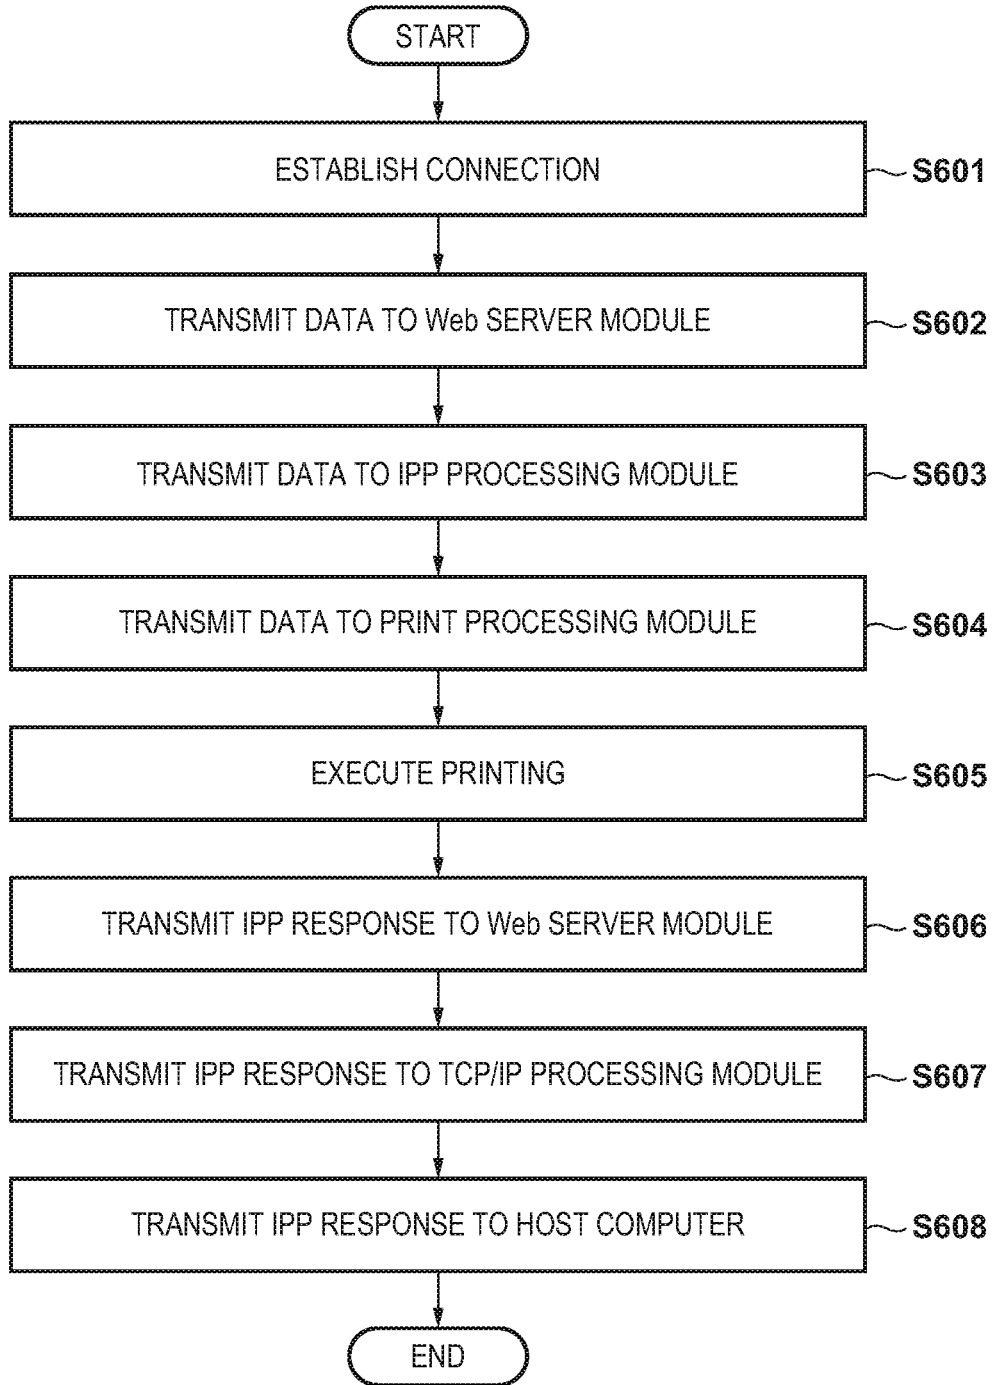 START
ESTABLISH CONNECTION
S601
TRANSMIT DATA TO Web SERVER MODULE
S602
TRANSMIT DATA TO IPP PROCESSING MODULE
S603
TRANSMIT DATA TO PRINT PROCESSING MODULE
S604
EXECUTE PRINTING
S605
TRANSMIT IPP RESPONSE TO Web SERVER MODULE
S606
TRANSMIT IPP RESPONSE TO TCP/IP PROCESSING MODULE
S607
TRANSMIT IPP RESPONSE TO HOST COMPUTER
S608
END